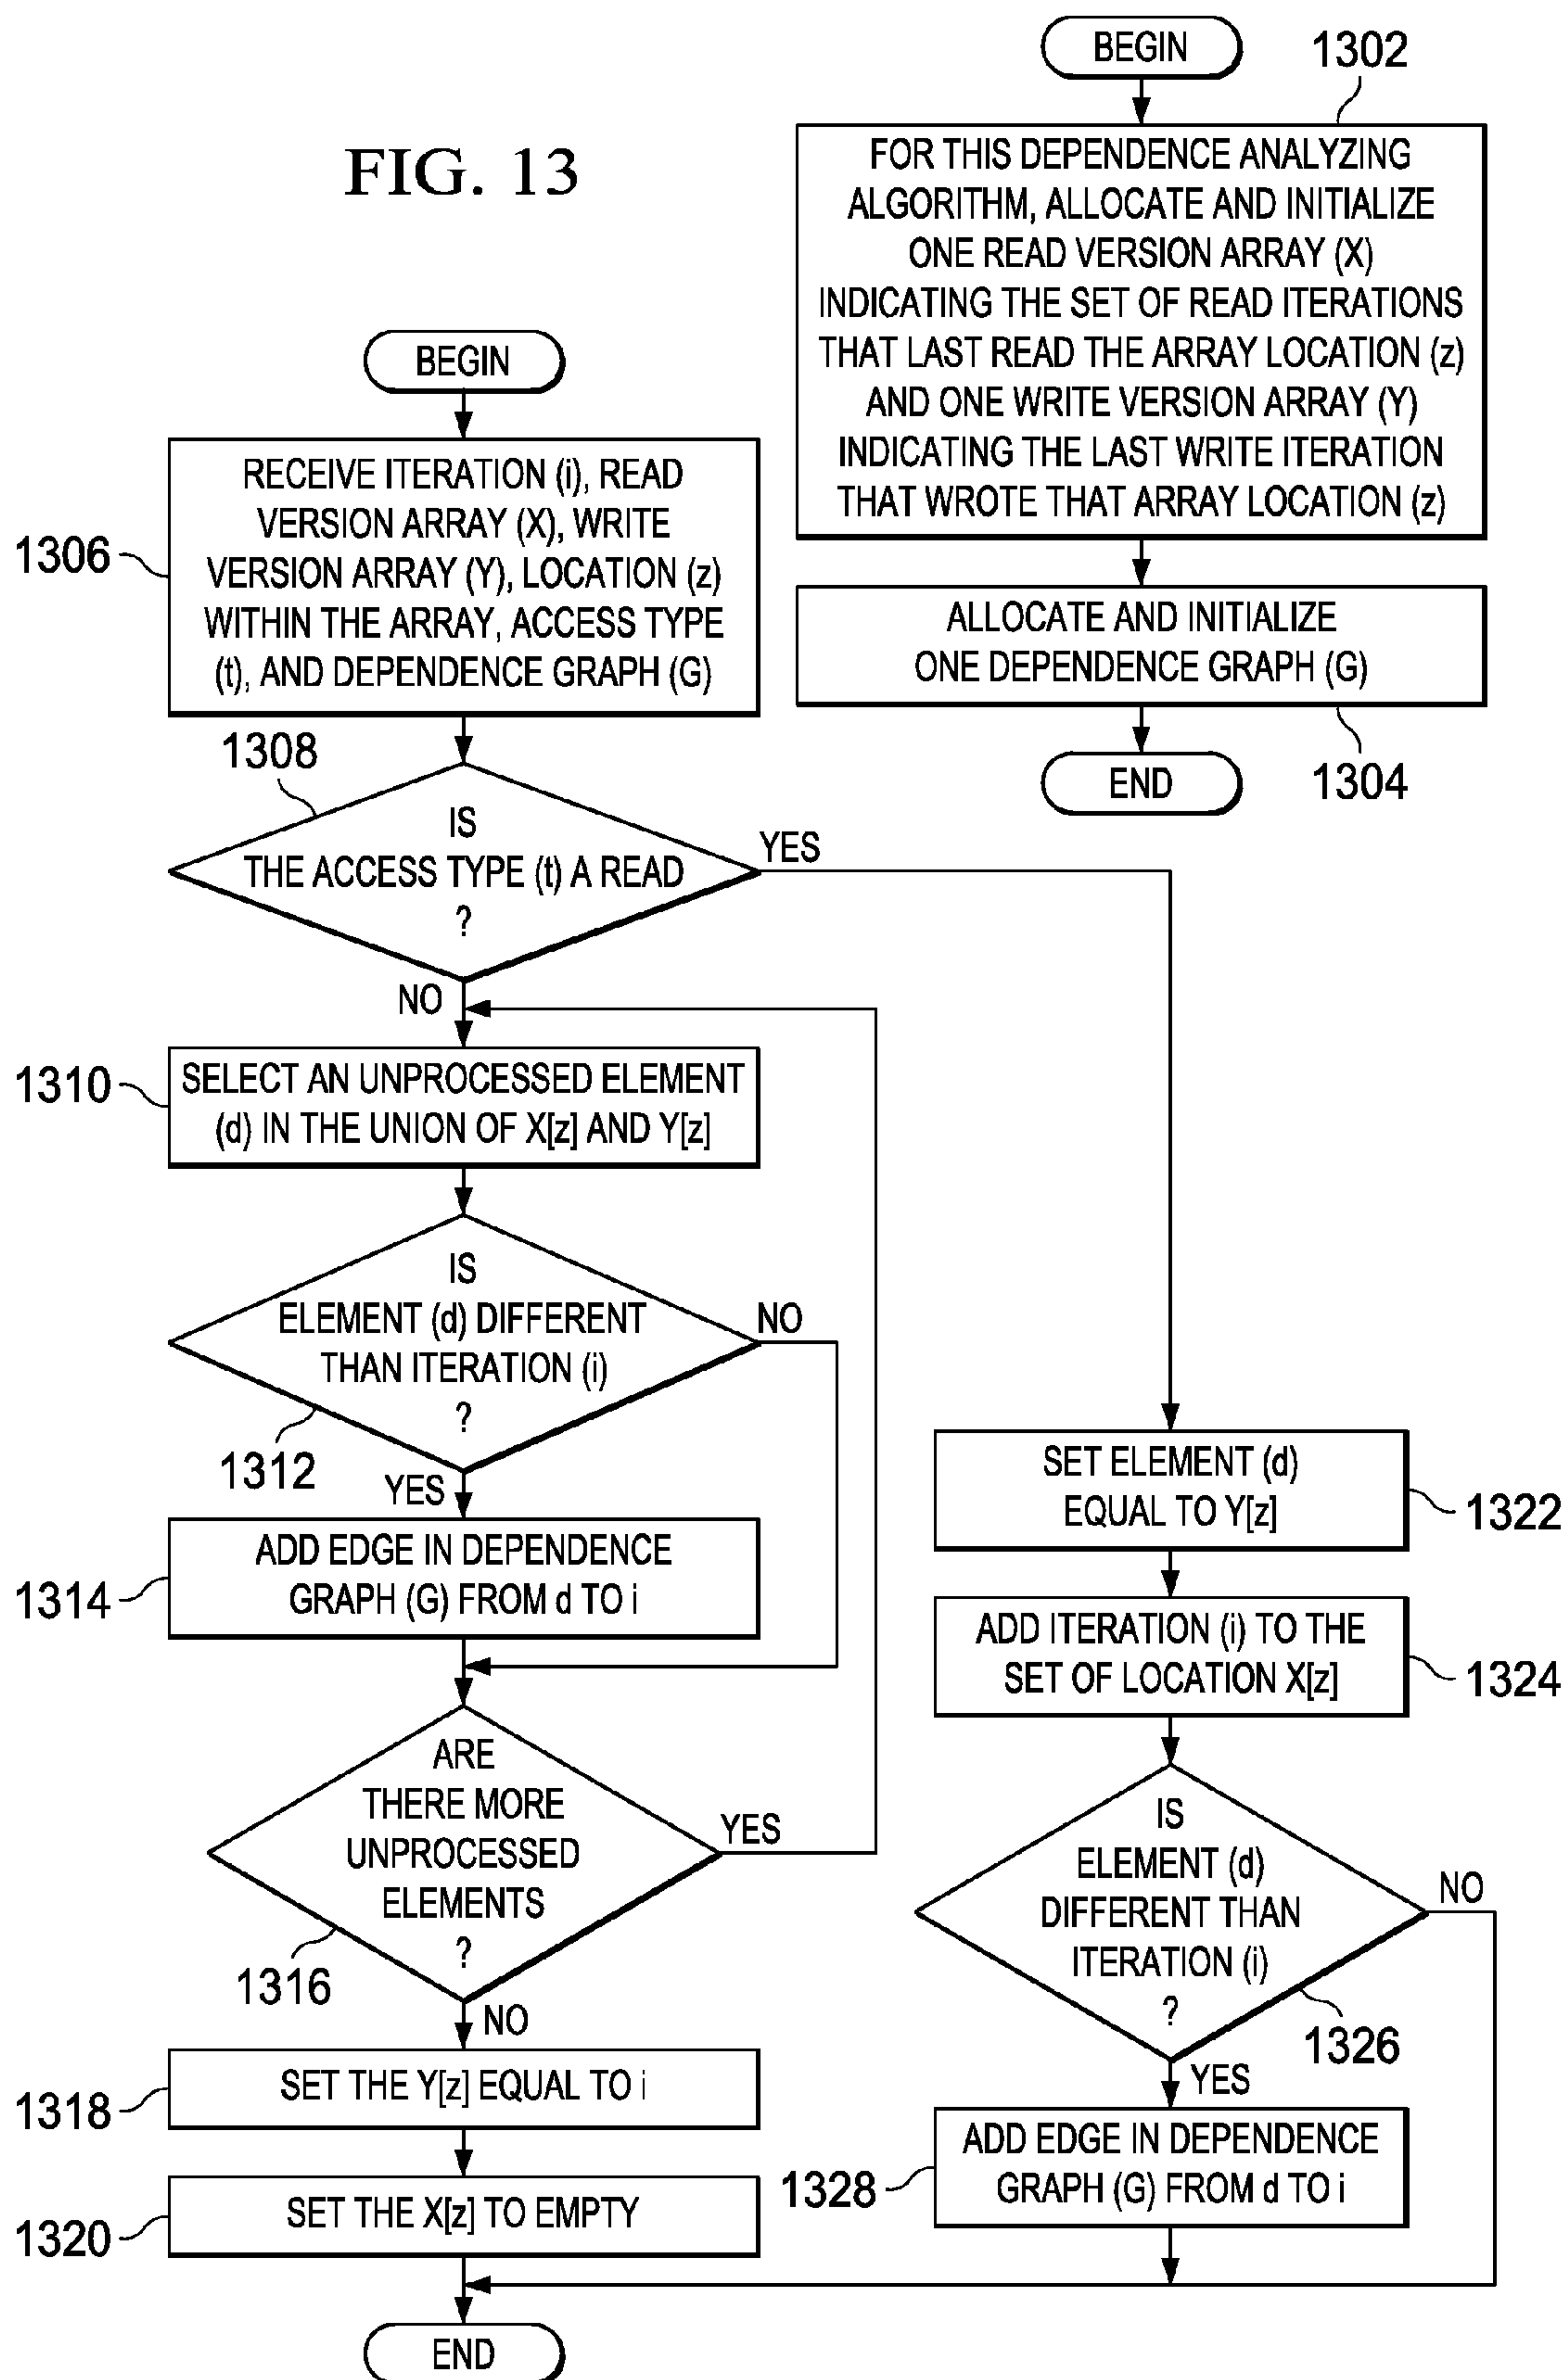 FIG. 13
BEGIN
1302
FOR THIS DEPENDENCE ANALYZING
ALGORITHM, ALLOCATE AND INITIALIZE
ONE READ VERSION ARRAY (X)
INDICATING THE SET OF READ ITERATIONS
THAT LAST READ THE ARRAY LOCATION (z)
AND ONE WRITE VERSION ARRAY (Y)
INDICATING THE LAST WRITE ITERATION
THAT WROTE THAT ARRAY LOCATION (z)
ALLOCATE AND INITIALIZE
ONE DEPENDENCE GRAPH (G)
1304
END
BEGIN
1306
RECEIVE ITERATION (i), READ
VERSION ARRAY (X), WRITE
VERSION ARRAY (Y), LOCATION (z)
WITHIN THE ARRAY, ACCESS TYPE
(t), AND DEPENDENCE GRAPH (G)
1308
IS
THE ACCESS TYPE (t) A READ
?
YES
NO
1310
SELECT AN UNPROCESSED ELEMENT
(d) IN THE UNION OF X[z] AND Y[z]
IS
ELEMENT (d) DIFFERENT
THAN ITERATION (i)
?
NO
1312
YES
1314
ADD EDGE IN DEPENDENCE
GRAPH (G) FROM d TO i
ARE
THERE MORE
UNPROCESSED
ELEMENTS
?
YES
1316
NO
1318
SET THE Y[z] EQUAL TO i
1320
SET THE X[z] TO EMPTY
SET ELEMENT (d)
EQUAL TO Y[z]
1322
ADD ITERATION (i) TO THE
SET OF LOCATION X[z]
1324
IS
ELEMENT (d)
DIFFERENT THAN
ITERATION (i)
?
NO
1326
YES
1328
ADD EDGE IN DEPENDENCE
GRAPH (G) FROM d TO i
END